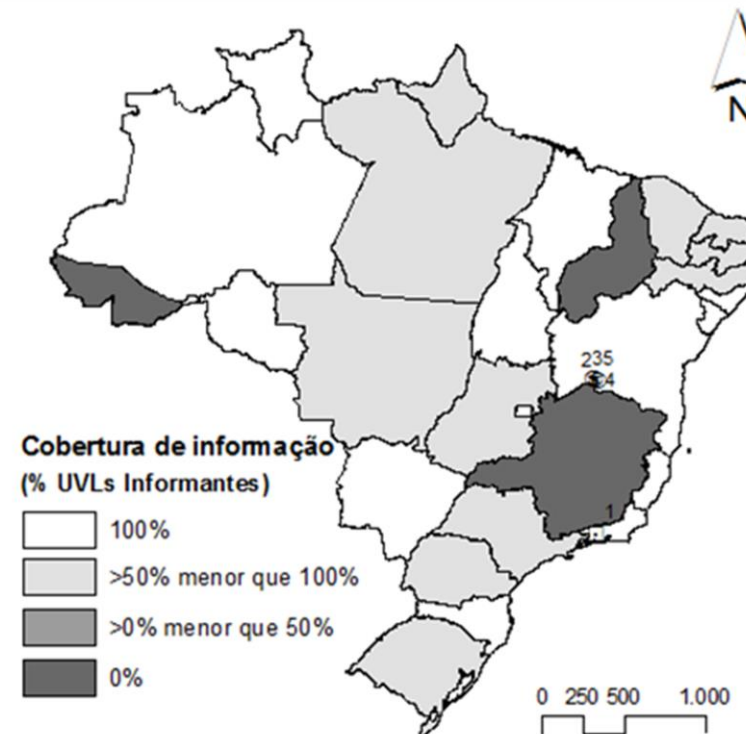 N
235
4
1
Cobertura de informação
(% UVLs Informantes)
100%
>50% menor que 100%
>0% menor que 50%
0%
0 250 500 1.000